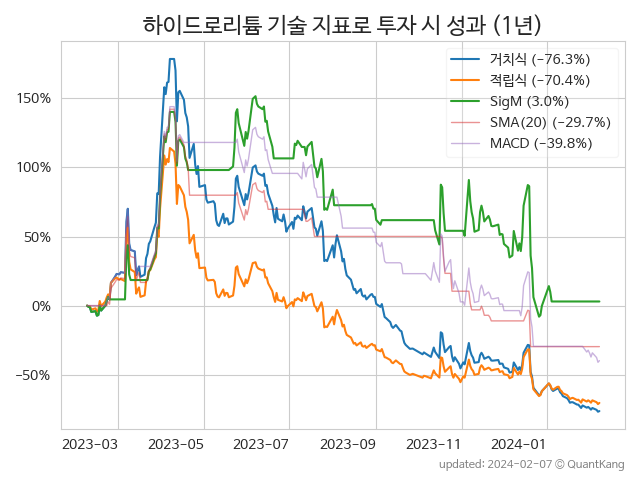 하이드로리튬 기술 지표로 투자 시 성과 (1년)
거치식 (−76.3%)
적립식 (−70.4%)
SigM (3.0%)
SMA(20) (−29.7%)
MACD (−39.8%)
150%
100%
50%
0%
−50%
2023−03 2023−05 2023−07 2023−09 2023−11 2024−01
updated: 2024−02−07 © QuantKang